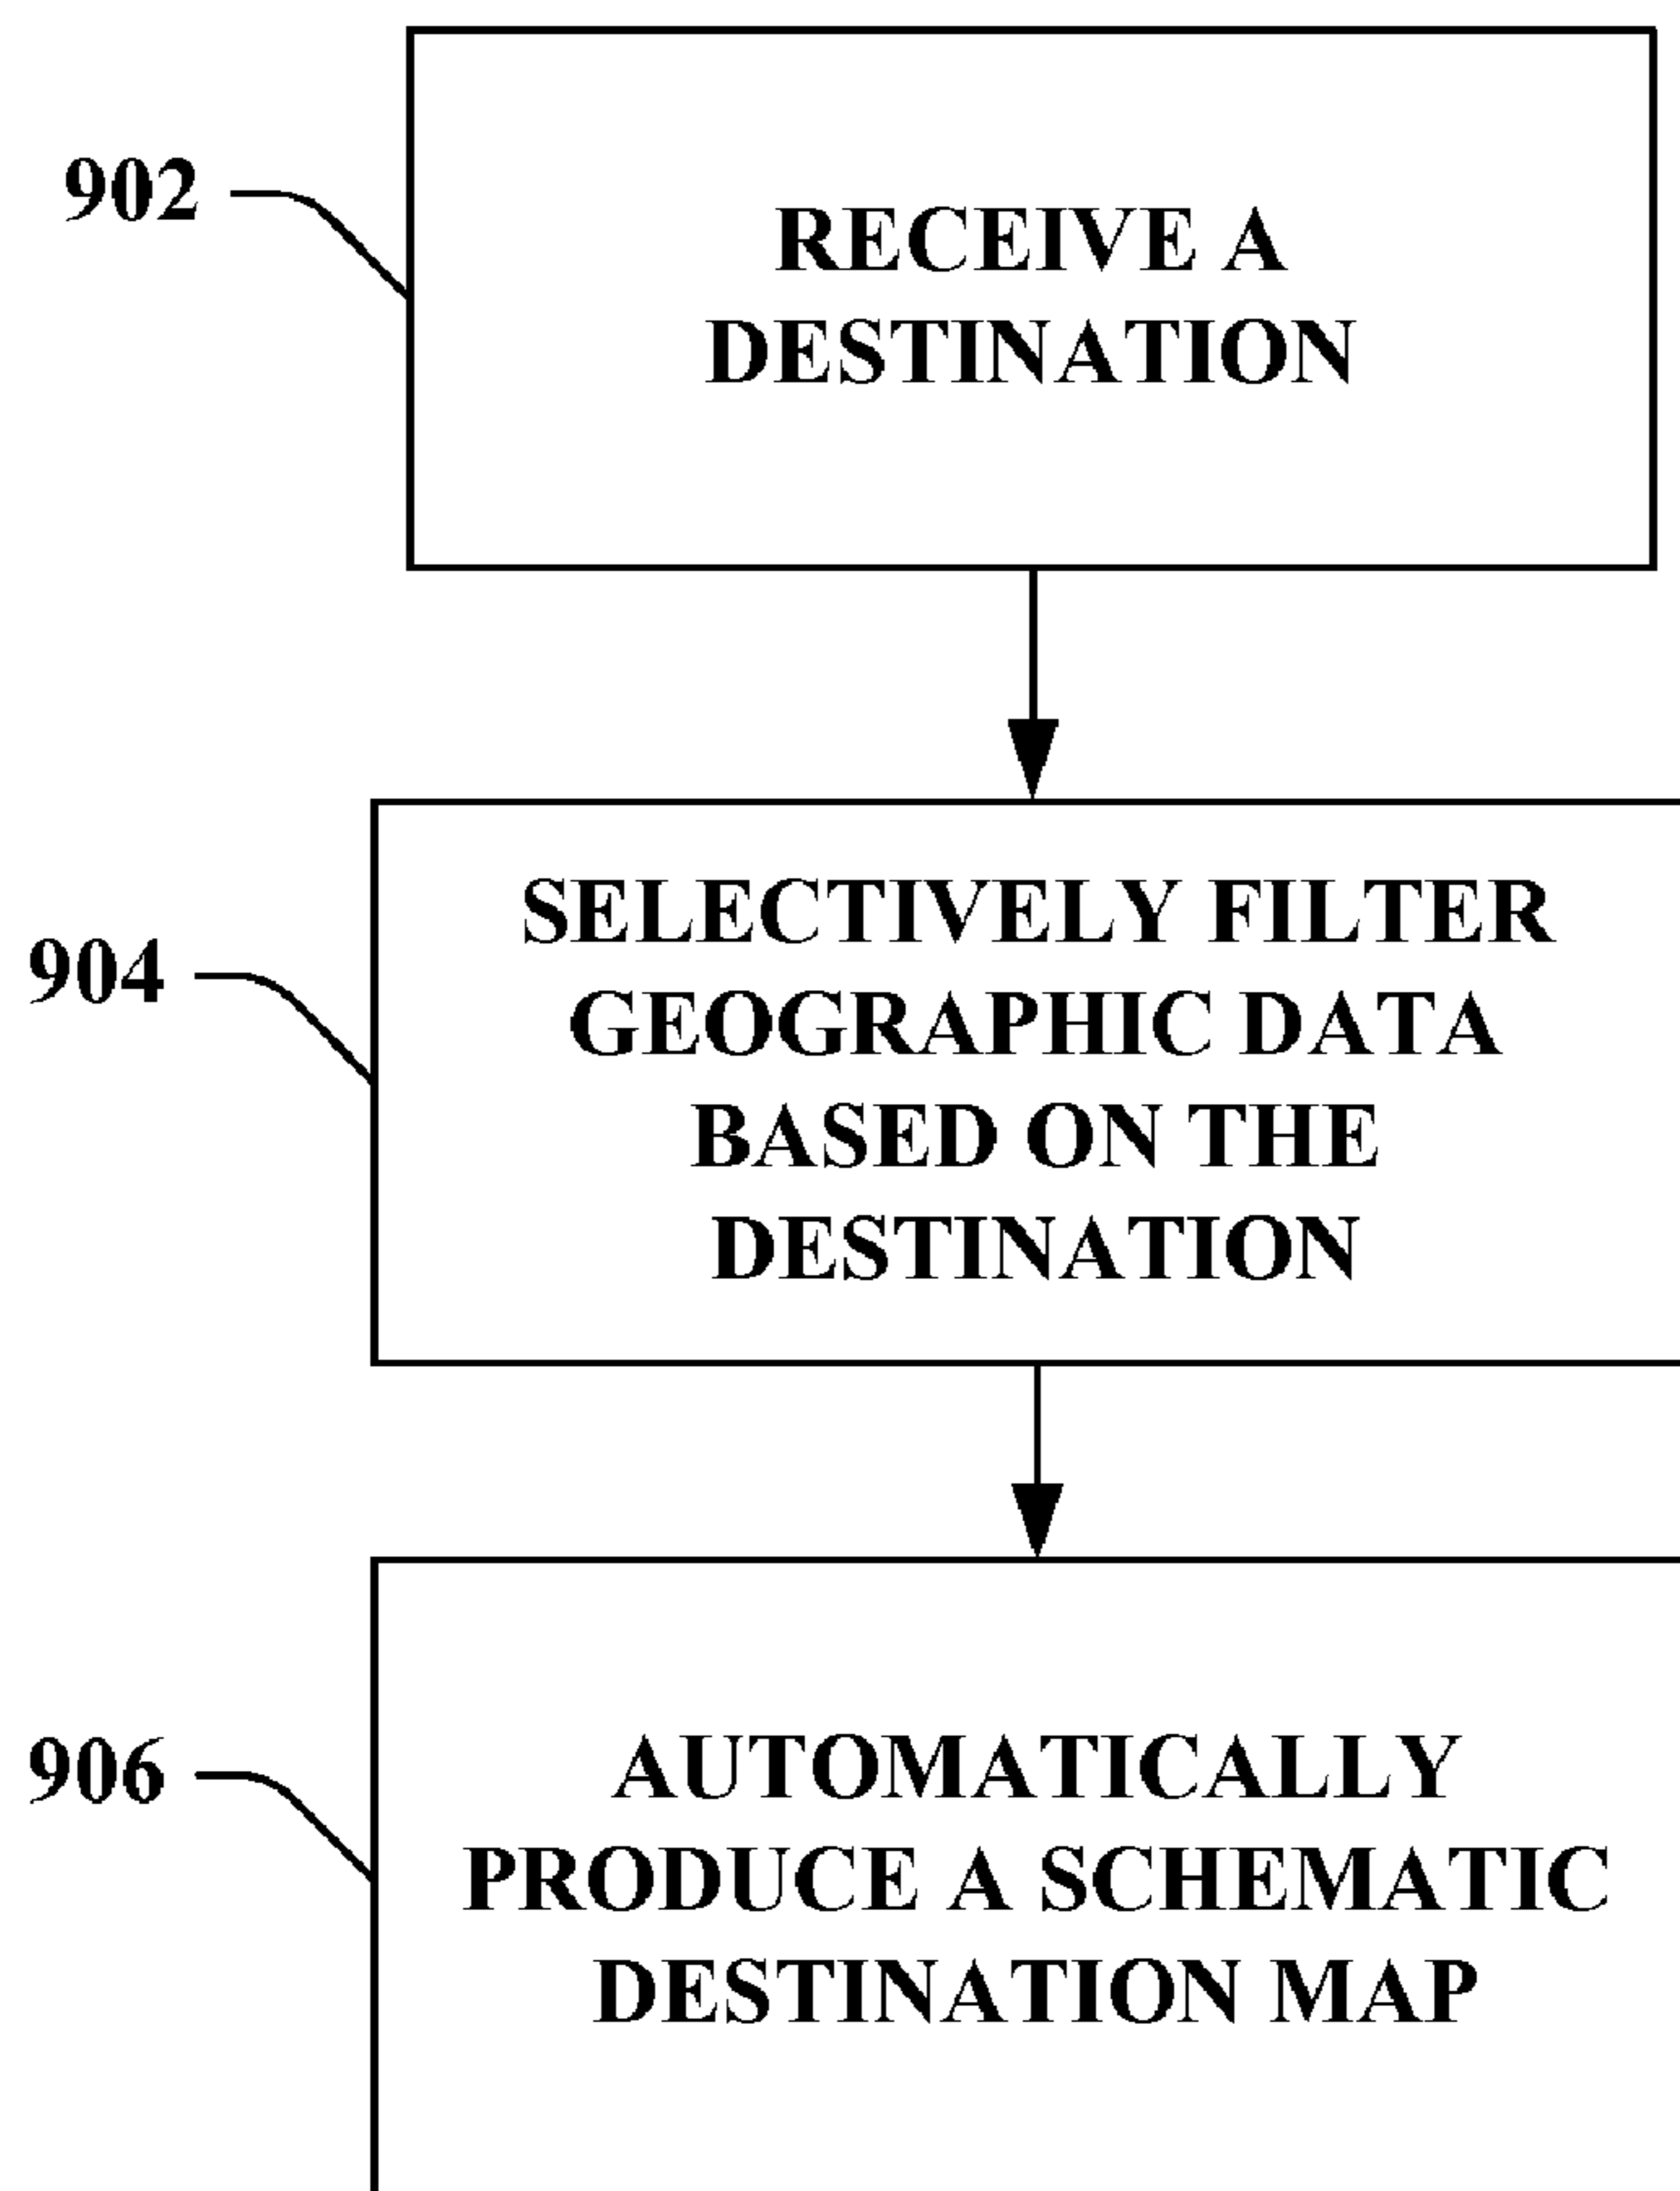 902
RECEIVE A
DESTINATION
904
SELECTIVELY FILTER
GEOGRAPHIC DATA
BASED ON THE
DESTINATION
906
AUTOMATICALLY
PRODUCE A SCHEMATIC
DESTINATION MAP